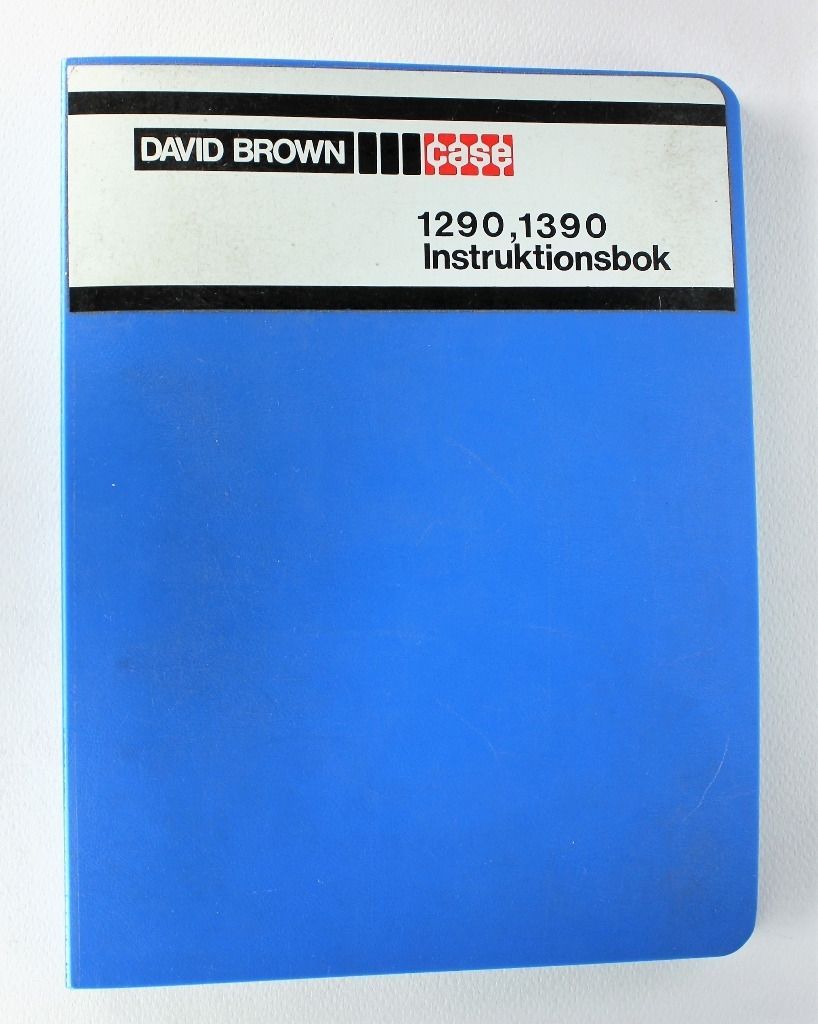 DAVID BROWN case
1290,1390
Instruktionsbok